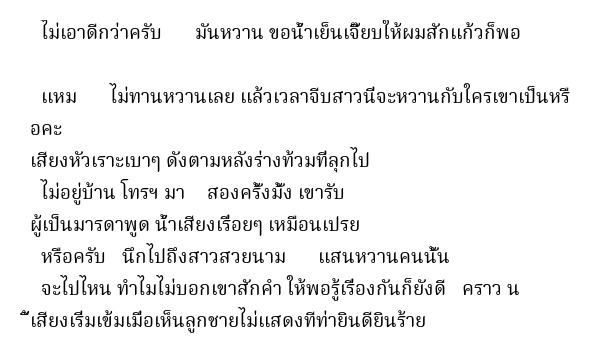 ไม่เอาดีกว่าครับ มันหวาน ขอน้ำเย็นเจี๊ยบให้ผมสักแก้วก็พอ
แหม ไม่ทานหวานเลย แล้วเวลาจีบสาวนี่จะหวานกับใครเขาเป็นหรื
อคะ
เสียงหัวเราะเบาๆ ดังตามหลังร่างท้วมที่ลุกไป
ไม่อยู่บ้าน โทรฯ มา สองครั้งมั้ง เขารับ
ผู้เป็นมารดาพูด น้ำเสียงเรื่อยๆ เหมือนเปรย
หรือครับ นึกไปถึงสาวสวยนาม แสนหวานคนนั้น
จะไปไหน ทำไมไม่บอกเขาสักคำ ให้พอรู้เรื่องกันก็ยังดี คราว น
ี้เสียงเริ่มเข้มเมื่อเห็นลูกชายไม่แสดงทีท่ายินดียินร้าย